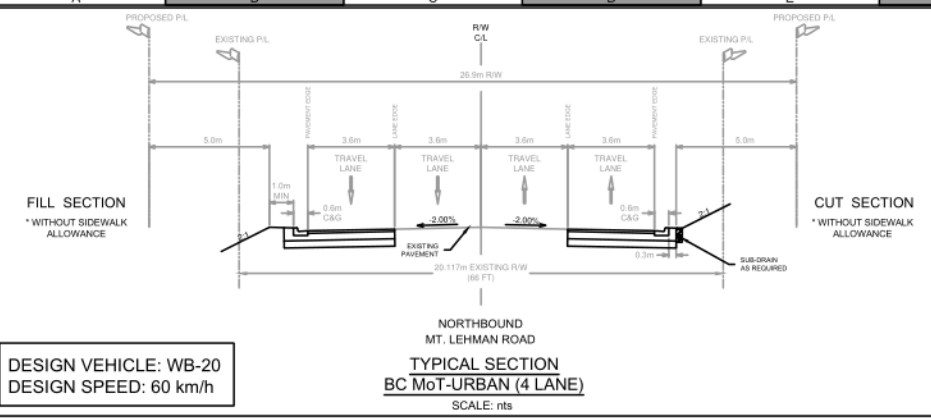 PROPOSED P/L
PROPOSED P/L
EXISTING P/L
R/W
C/L
EXISTING P/L
26.9m R/W
PAVEMENT EDGE
LANE EDGE
LANE EDGE
PAVEMENT EDGE
5.0m
3.6m
3.6m
3.6m
3.6m
5.0m
TRAVEL
LANE
TRAVEL
LANE
TRAVEL
LANE
TRAVEL
LANE
1.0m
MIN
0.6m
C&G
0.6m
C&G
FILL SECTION
* WITHOUT SIDEWALK
ALLOWANCE
CUT SECTION
* WITHOUT SIDEWALK
ALLOWANCE
2:1
-2.00%
-2.00%
2:1
EXISTING
PAVEMENT
0.3m
SUB-DRAIN
AS REQUIRED
20.117m EXISTING R/W
(66 FT)
NORTHBOUND
MT. LEHMAN ROAD
TYPICAL SECTION
BC MoT-URBAN (4 LANE)
SCALE: nts
DESIGN VEHICLE: WB-20
DESIGN SPEED: 60 km/h